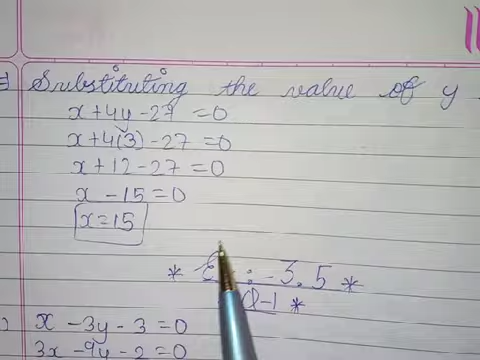 Substituting the value of y
x + 4y - 27 = 0
x + 4(3) - 27 = 0
x + 12 - 27 = 0
x - 15 = 0
x = 15
* : - 3.5 *
-1 *
) x - 3y - 3 = 0
3x - 9y - 2 = 0